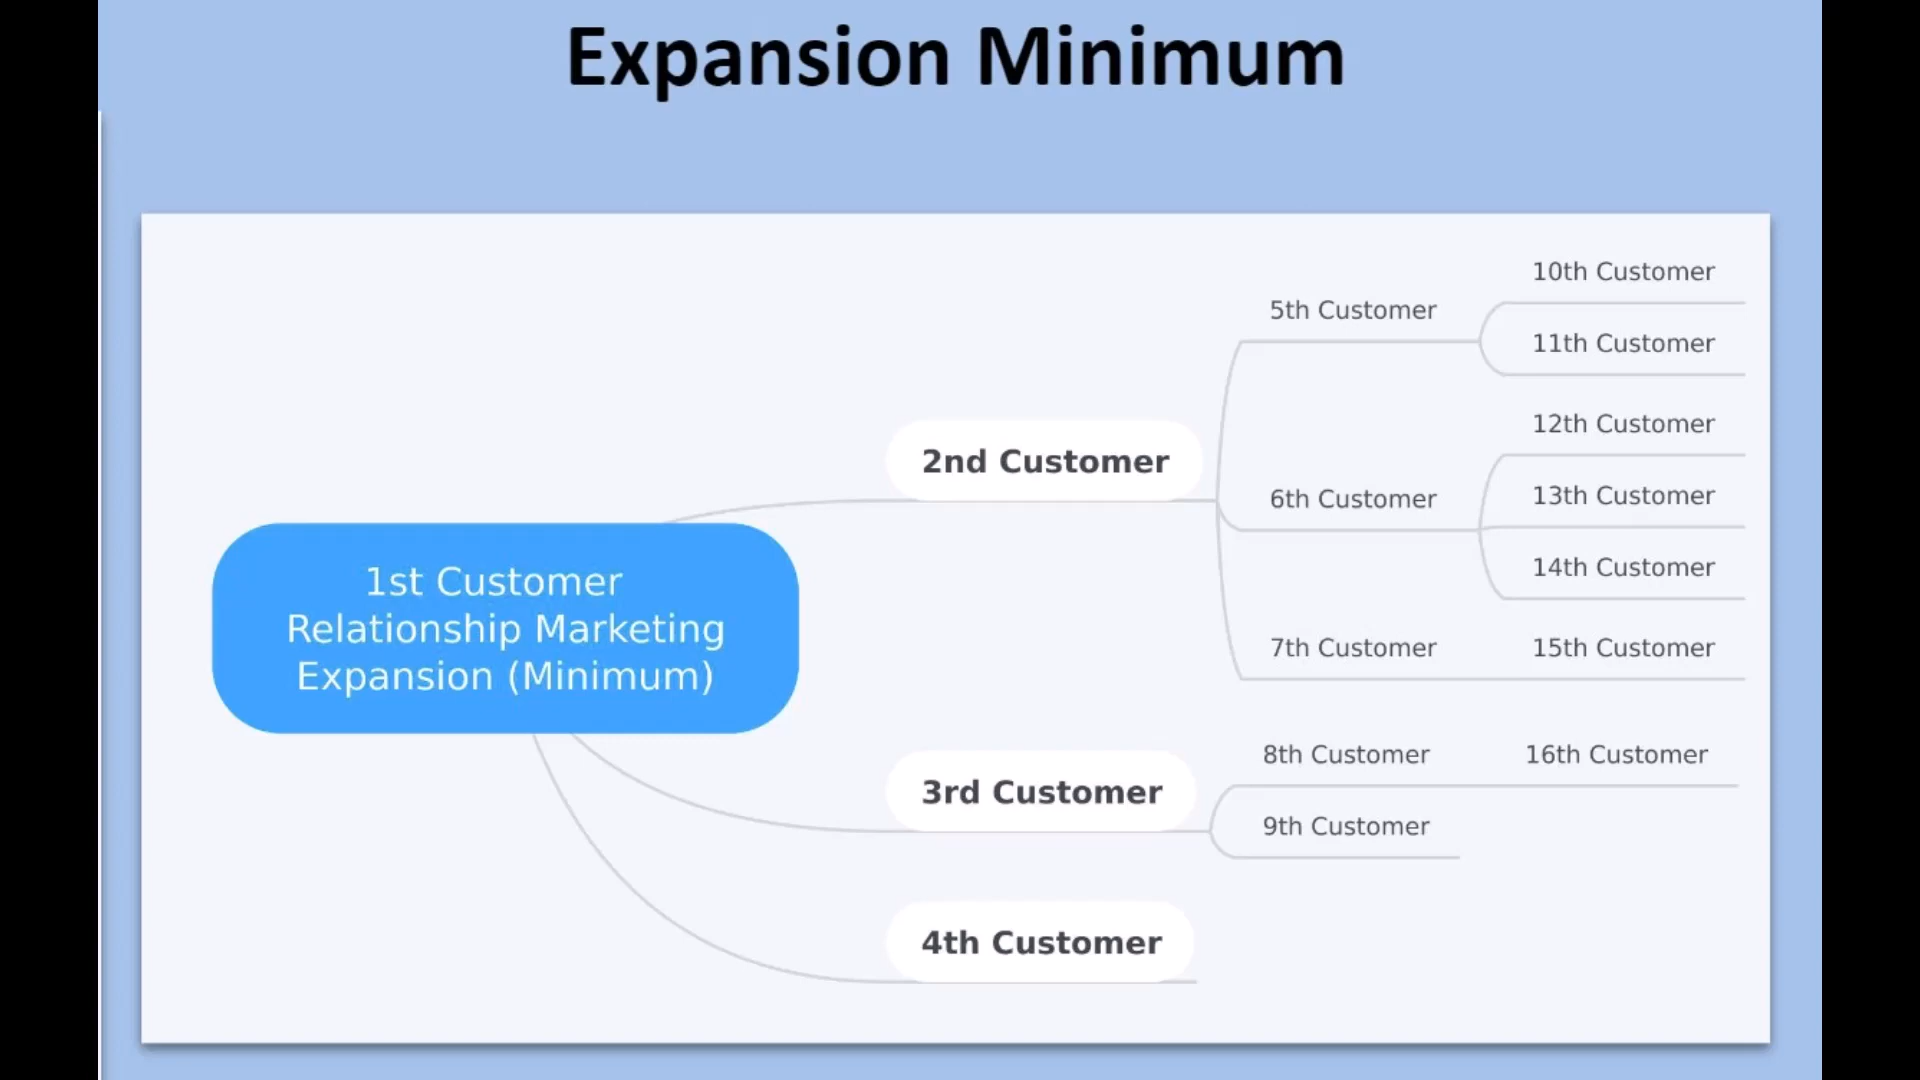 Expansion Minimum
1st Customer
Relationship Marketing
Expansion (Minimum)
2nd Customer
5th Customer
10th Customer
11th Customer
6th Customer
12th Customer
13th Customer
14th Customer
7th Customer
15th Customer
3rd Customer
8th Customer
16th Customer
9th Customer
4th Customer